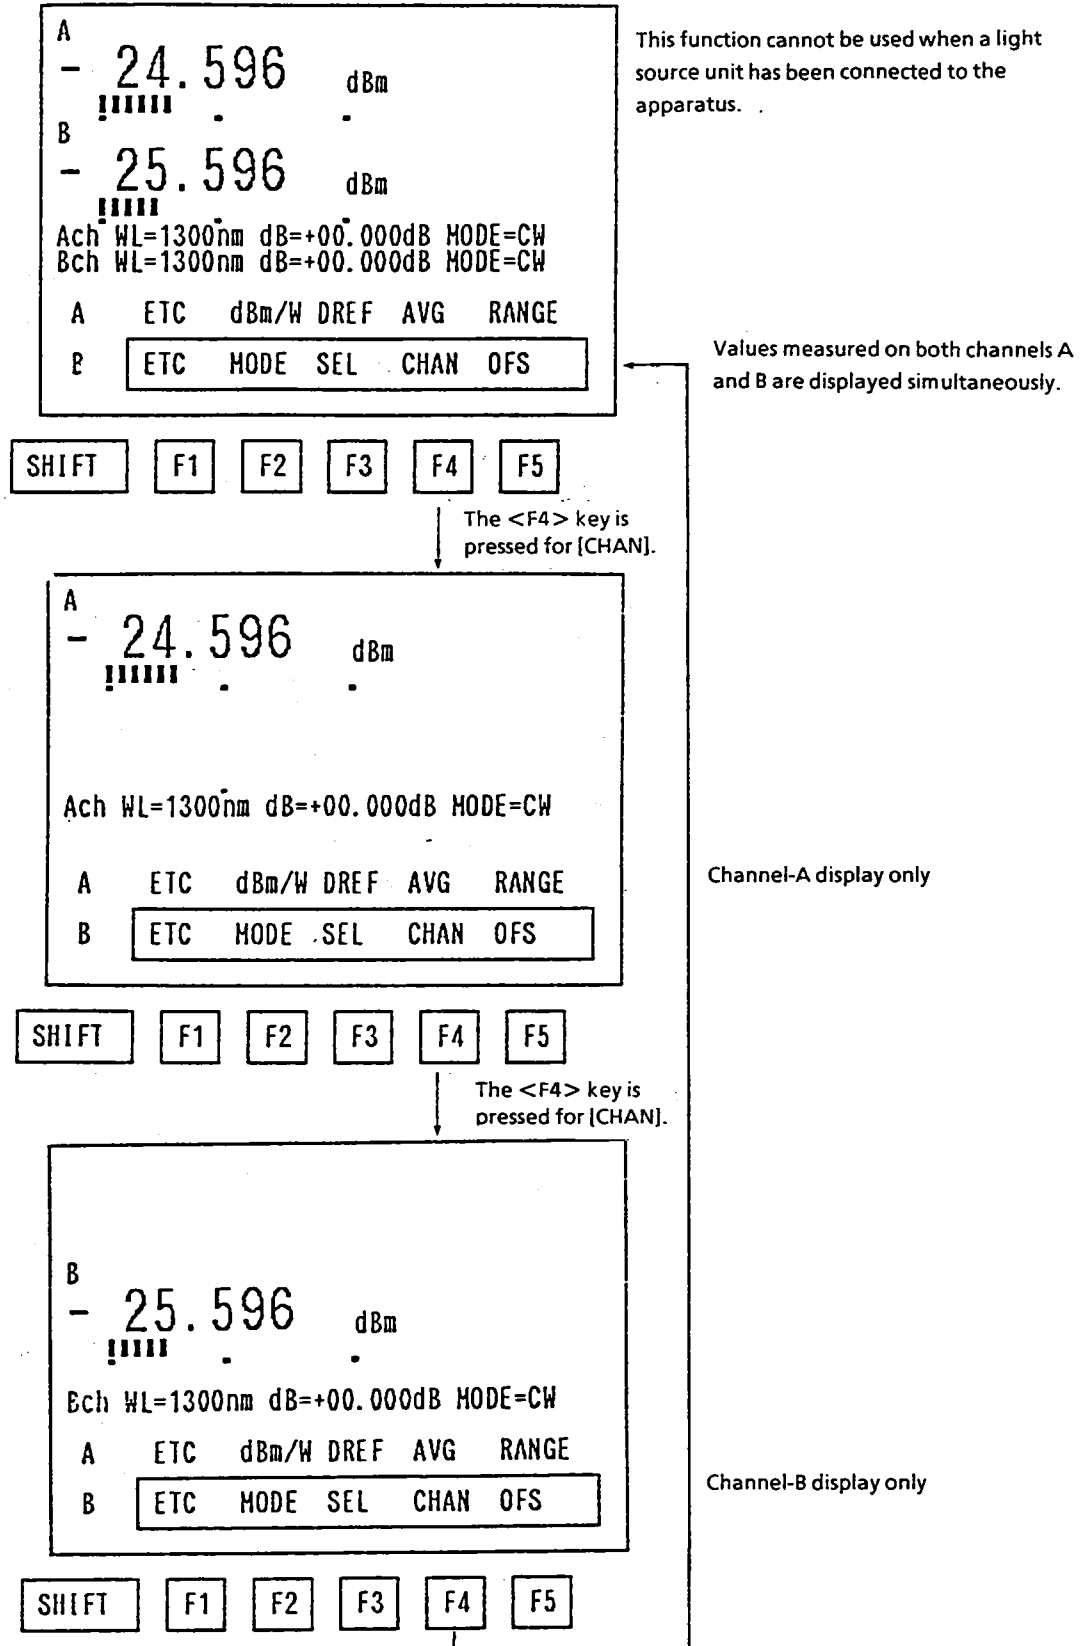 A
- 24.596 dBm
B
- 25.596 dBm
Ach WL=1300nm dB=+00.000dB MODE=CW
Bch WL=1300nm dB=+00.000dB MODE=CW
A ETC dBm/W DREF AVG RANGE
B ETC MODE SEL CHAN OFS
This function cannot be used when a light
source unit has been connected to the
apparatus.
Values measured on both channels A
and B are displayed simultaneously.
SHIFT F1 F2 F3 F4 F5
The <F4> key is
pressed for [CHAN].
A
- 24.596 dBm
Ach WL=1300nm dB=+00.000dB MODE=CW
A ETC dBm/W DREF AVG RANGE
B ETC MODE SEL CHAN OFS
Channel-A display only
SHIFT F1 F2 F3 F4 F5
The <F4> key is
pressed for [CHAN].
B
- 25.596 dBm
Bch WL=1300nm dB=+00.000dB MODE=CW
A ETC dBm/W DREF AVG RANGE
B ETC MODE SEL CHAN OFS
Channel-B display only
SHIFT F1 F2 F3 F4 F5